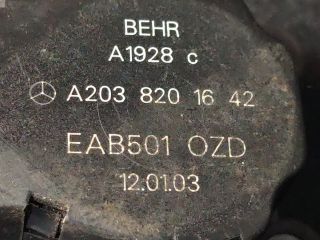 BEHR
A1928 c
A203 820 16 42
EAB501 OZD
12.01.03